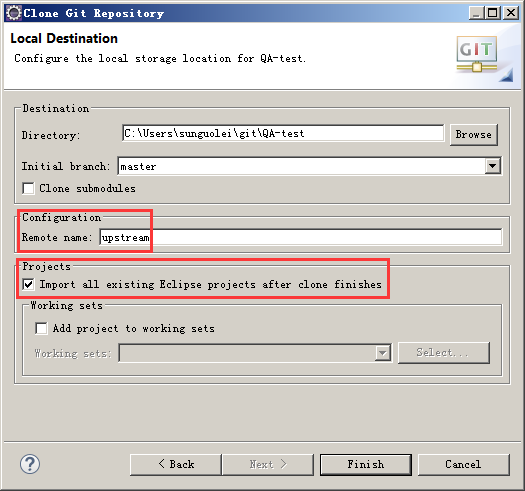 Clone Git Repository
Local Destination
Configure the local storage location for QA-test.
GIT
Destination
Directory: C:\Users\sunguolei\git\QA-test Browse
Initial branch: master
Clone submodules
Configuration
Remote name: upstream
Projects
Import all existing Eclipse projects after clone finishes
Working sets
Add project to working sets
Working sets: Select...
? < Back Next > Finish Cancel